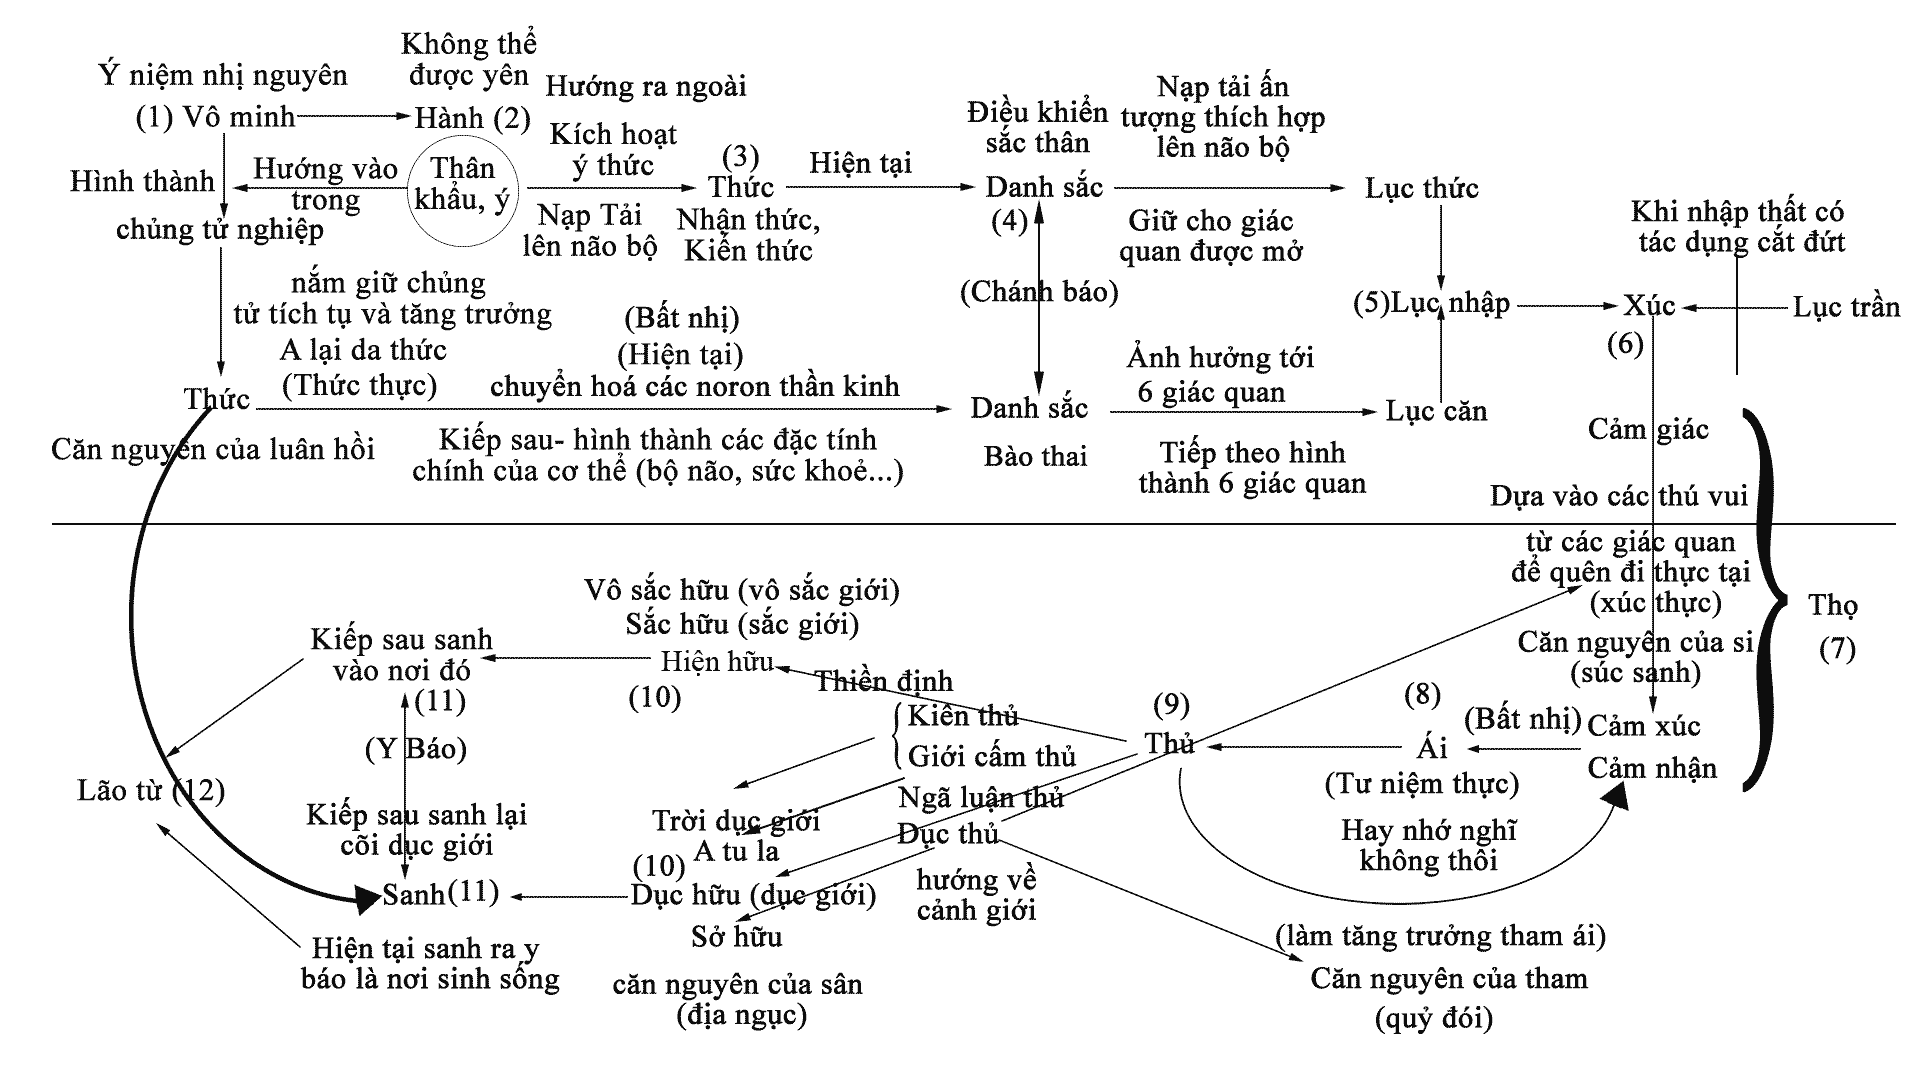 Ý niệm nhị nguyên
(1) Vô minh
Không thể
được yên
Hành (2)
Hướng ra ngoài
Thân
khẩu, ý
Hướng vào
trong
Hình thành
chủng tử nghiệp
Kích hoạt
ý thức
Nạp Tải
lên não bộ
(3)
Thức
Nhận thức,
Kiến thức
Hiện tại
Điều khiển
sắc thân
Danh sắc
(4)
Nạp tải ấn
tượng thích hợp
lên não bộ
Giữ cho giác
quan được mở
Lục thức
(Chánh báo)
(5)Lục nhập
Xúc
(6)
Khi nhập thất có
tác dụng cắt đứt
Lục trần
nắm giữ chủng
tử tích tụ và tăng trưởng
A lại da thức
(Thức thực)
Thức
Căn nguyên của luân hồi
(Bất nhị)
(Hiện tại)
chuyển hoá các noron thần kinh
Kiếp sau- hình thành các đặc tính
chính của cơ thể (bộ não, sức khoẻ...)
Danh sắc
Bào thai
Ảnh hưởng tới
6 giác quan
Tiếp theo hình
thành 6 giác quan
Lục căn
Cảm giác
Dựa vào các thú vui
từ các giác quan
để quên đi thực tại
(xúc thực)
Căn nguyên của si
(súc sanh)
Thọ
(7)
Cảm xúc
Cảm nhận
(Bất nhị)
(8)
Ái
(Tư niệm thực)
Hay nhớ nghĩ
không thôi
(9)
Thủ
Vô sắc hữu (vô sắc giới)
Sắc hữu (sắc giới)
Hiện hữu
(10)
Thiền định
Kiên thủ
Giới cấm thủ
Ngã luận thủ
Dục thủ
hướng về
cảnh giới
Kiếp sau sanh
vào nơi đó
(11)
(Y Báo)
Lão từ (12)
Kiếp sau sanh lại
cõi dục giới
Sanh(11)
Trời dục giới
A tu la
(10)
Dục hữu (dục giới)
Sở hữu
căn nguyên của sân
(địa ngục)
Hiện tại sanh ra y
báo là nơi sinh sống
(làm tăng trưởng tham ái)
Căn nguyên của tham
(quỷ đói)